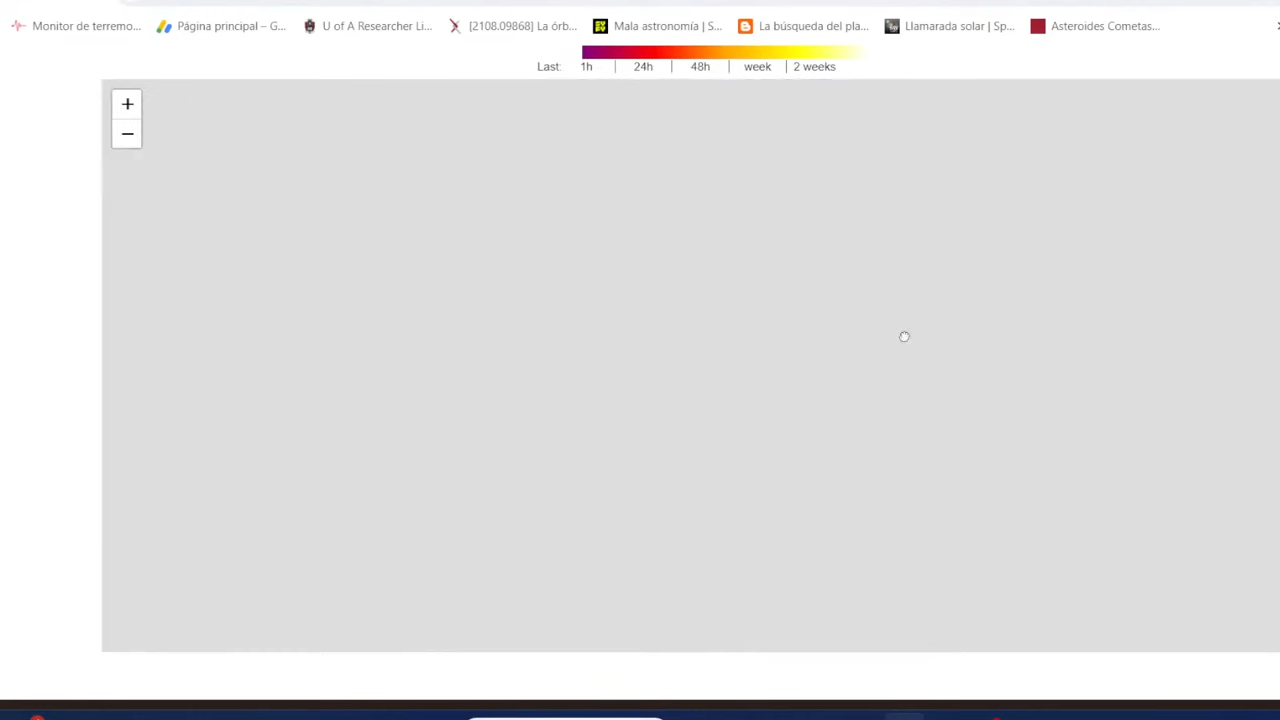 Monitor de terremo... Página principal – G... U of A Researcher Li... [2108.09868] La órb... Mala astronomía | S... La búsqueda del pla... Llamarada solar | Sp... Asteroides Cometas...
Last: 1h | 24h | 48h | week | 2 weeks
+
−